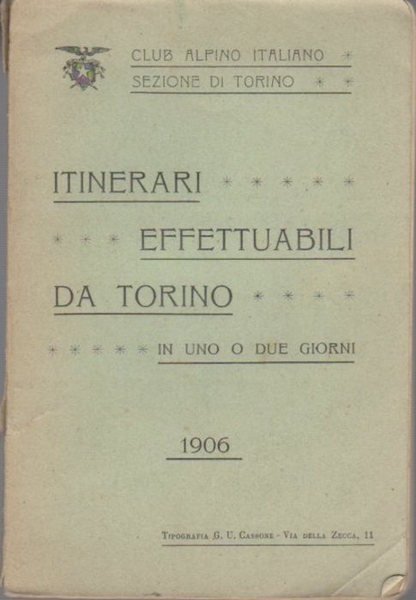 CLUB ALPINO ITALIANO *
SEZIONE DI TORINO * *
ITINERARI * * * * *
* * * EFFETTUABILI
DA TORINO * * * *
* * * * * IN UNO O DUE GIORNI
1906
TIPOGRAFIA G. U. CASSONE - VIA DELLA ZECCA, 11